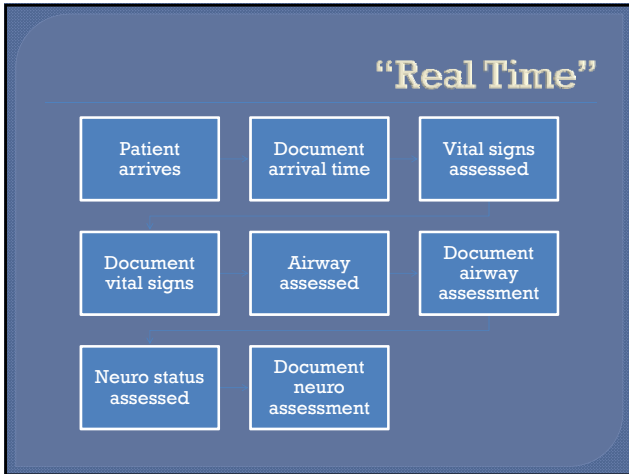 “Real Time”
Patient
arrives
Document
arrival time
Vital signs
assessed
Document
vital signs
Airway
assessed
Document
airway
assessment
Neuro status
assessed
Document
neuro
assessment